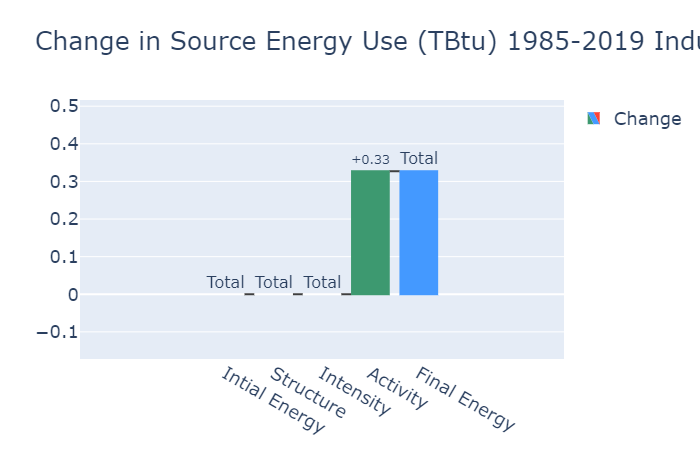 Change in Source Energy Use (TBtu) 1985-2019 Indu
0.5
0.4
0.3
0.2
0.1
0
−0.1
+0.33
Total
Total
Total
Total
Intial Energy
Structure
Intensity
Activity
Final Energy
Change